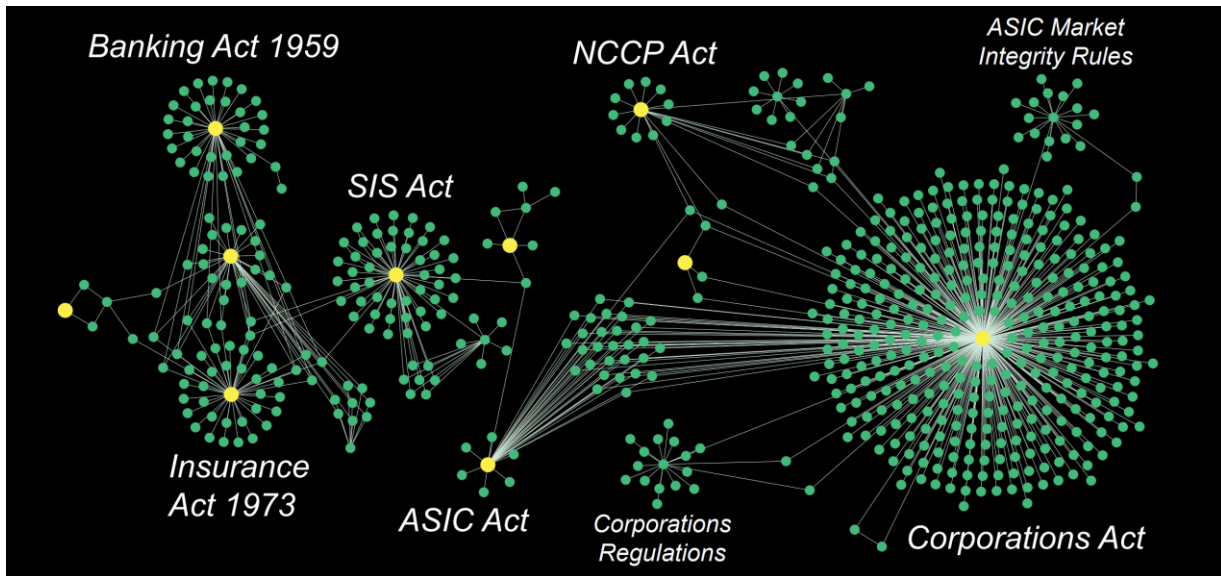 Banking Act 1959
NCCP Act
ASIC Market
Integrity Rules
SIS Act
Insurance
Act 1973
ASIC Act
Corporations
Regulations
Corporations Act